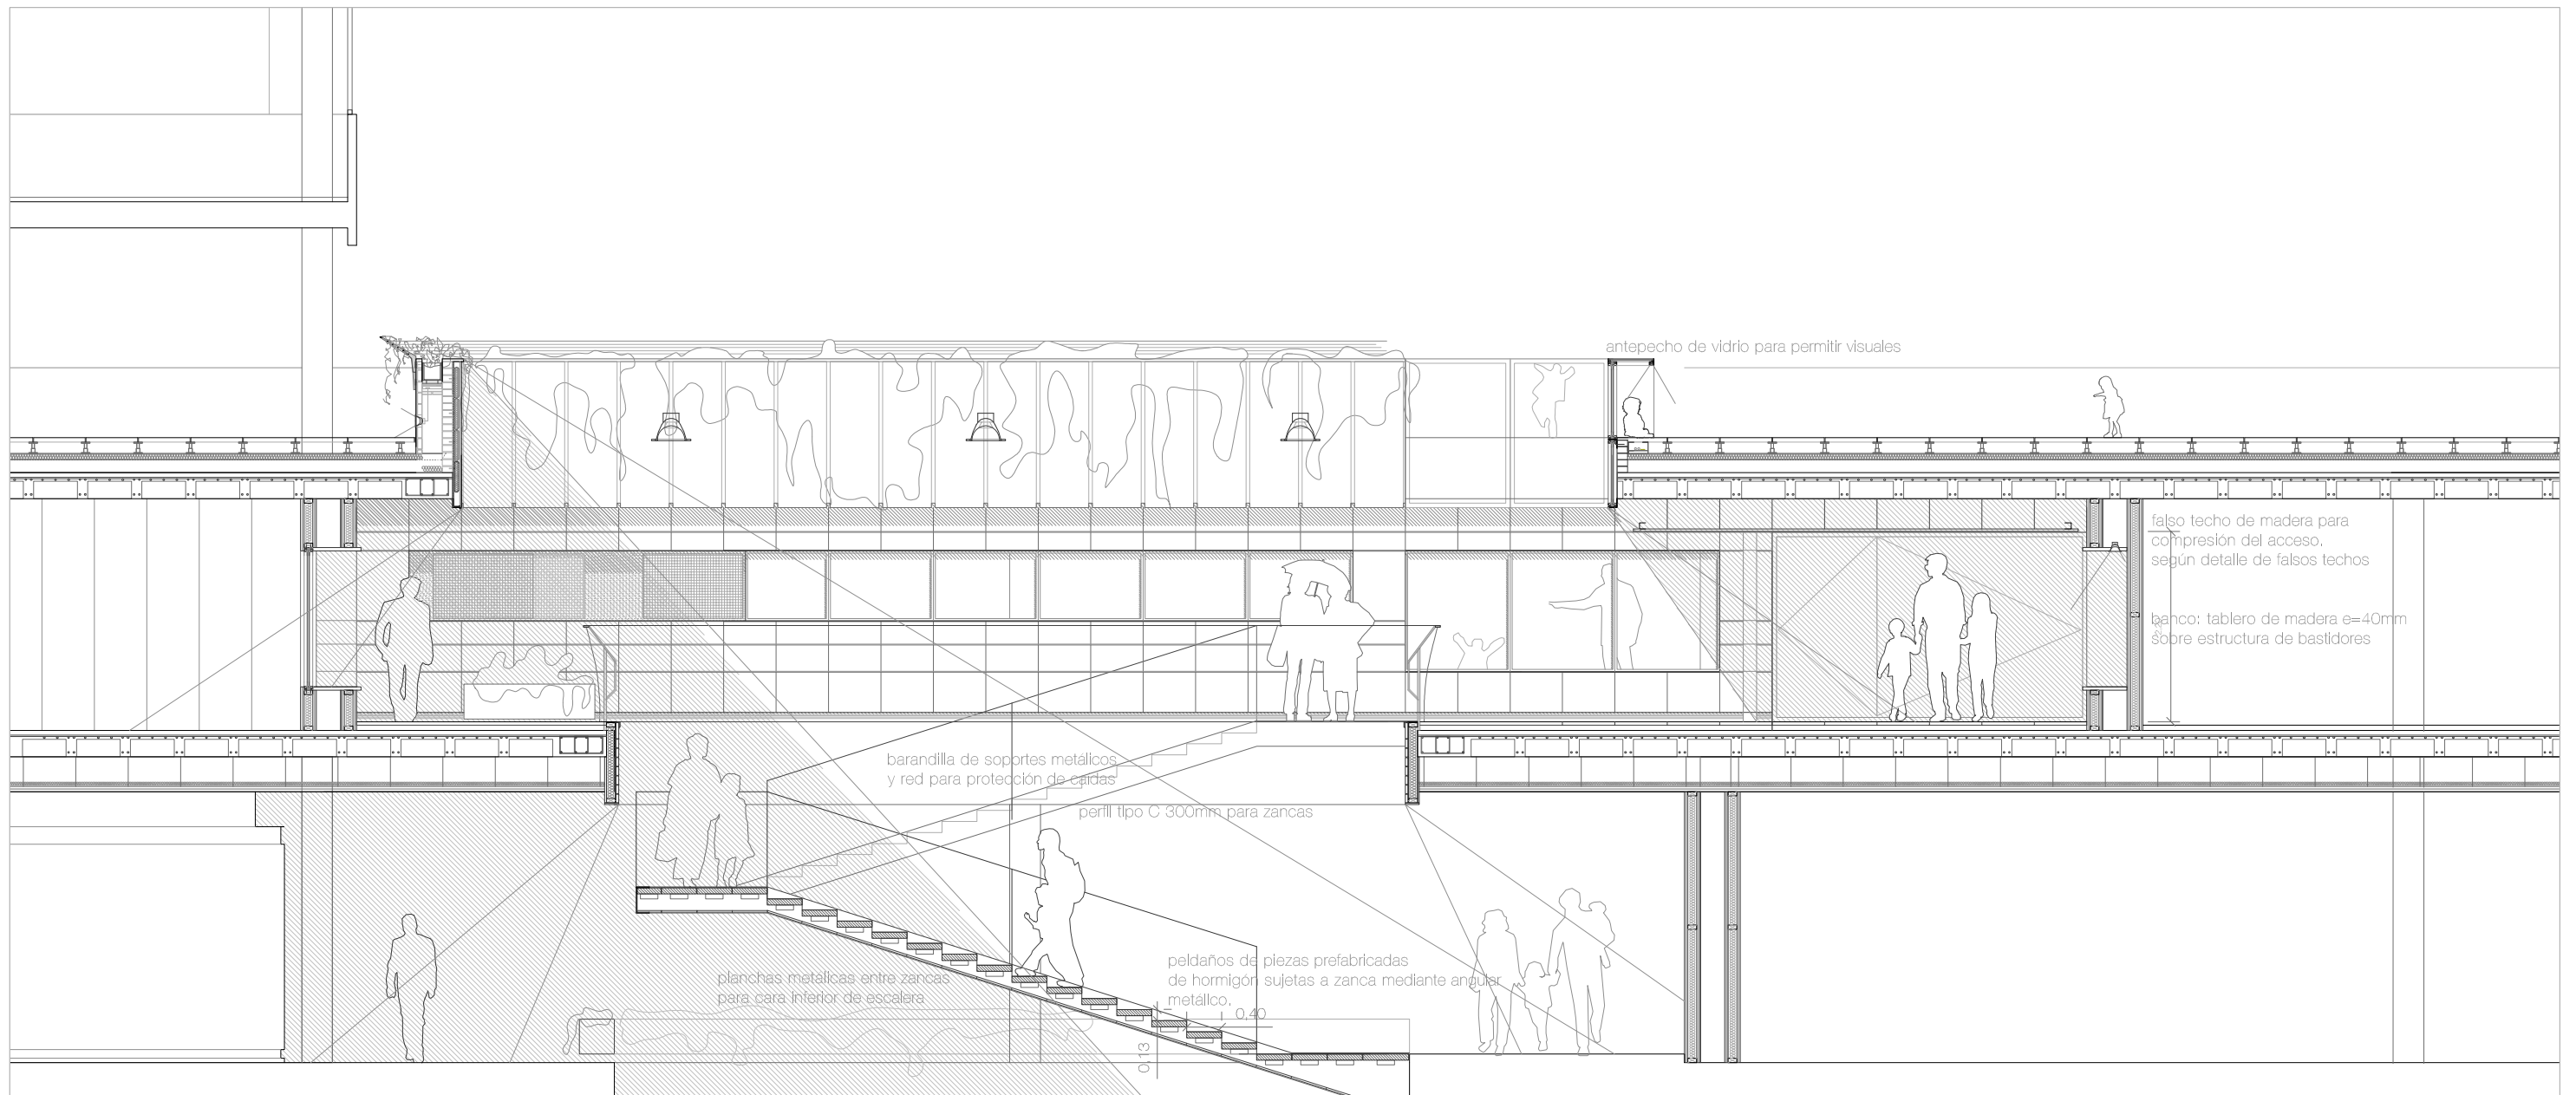 antepecho de vidrio para permitir visuales
falso techo de madera para
compresión del acceso.
según detalle de falsos techos
banco: tablero de madera e=40mm
sobre estructura de bastidores
barandilla de soportes metálicos
y red para protección de caídas
perfil tipo C 300mm para zancas
planchas metálicas entre zancas
para cara inferior de escalera
peldaños de piezas prefabricadas
de hormigón sujetas a zanca mediante angular
metálico.
0,40
0,13